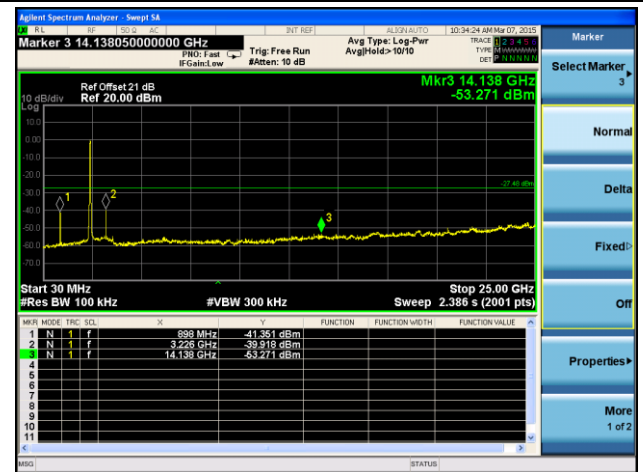 Agilent Spectrum Analyzer - Swept SA
RL RF 50 Ω AC INT REF ALIGN AUTO 10:34:24 AM Mar 07, 2015
Marker 3 14.138050000000 GHz
PNO: Fast
IFGain:Low
Trig: Free Run
#Atten: 10 dB
Avg Type: Log-Pwr
Avg|Hold:>10/10
TRACE 1 2 3 4 5 6
TYPE M
DET P N N N N N
Mkr3 14.138 GHz
-53.271 dBm
Ref Offset 21 dB
10 dB/div Ref 20.00 dBm
Log
10.0
0.00
-10.0
-20.0
-27.48 dBm
-30.0
1
2
-40.0
3
-50.0
-60.0
-70.0
Start 30 MHz Stop 25.00 GHz
#Res BW 100 kHz #VBW 300 kHz Sweep 2.386 s (2001 pts)
MKR MODE TRC SCL X Y FUNCTION FUNCTION WIDTH FUNCTION VALUE
1 N 1 f 898 MHz -41.351 dBm
2 N 1 f 3.226 GHz -39.918 dBm
3 N 1 f 14.138 GHz -53.271 dBm
4
5
6
7
8
9
10
11
MSG STATUS
Marker
Select Marker
3
Normal
Delta
Fixed
Off
Properties
More
1 of 2